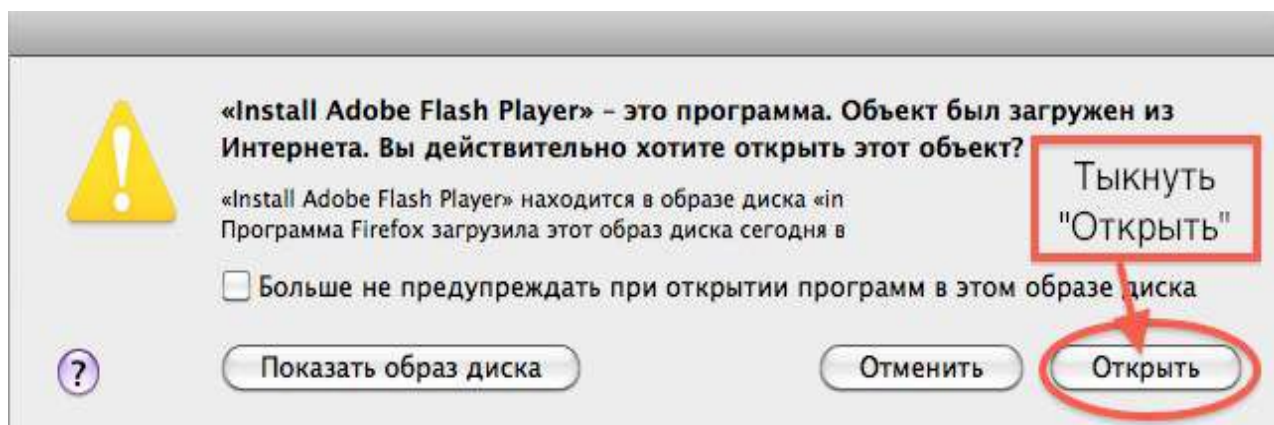 «Install Adobe Flash Player» – это программа. Объект был загружен из
Интернета. Вы действительно хотите открыть этот объект?
«Install Adobe Flash Player» находится в образе диска «in
Программа Firefox загрузила этот образ диска сегодня в
Тыкнуть
"Открыть"
Больше не предупреждать при открытии программ в этом образе диска
?
Показать образ диска
Отменить
Открыть